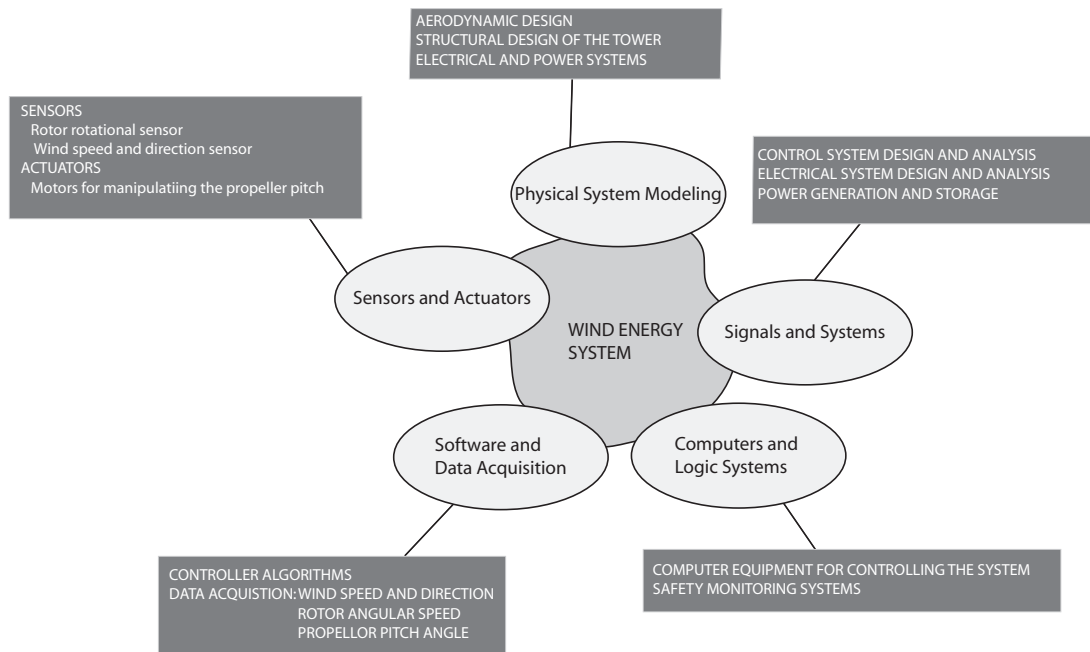 AERODYNAMIC DESIGN
STRUCTURAL DESIGN OF THE TOWER
ELECTRICAL AND POWER SYSTEMS
SENSORS
Rotor rotational sensor
Wind speed and direction sensor
ACTUATORS
Motors for manipulatiing the propeller pitch
CONTROL SYSTEM DESIGN AND ANALYSIS
ELECTRICAL SYSTEM DESIGN AND ANALYSIS
POWER GENERATION AND STORAGE
Physical System Modeling
Sensors and Actuators
WIND ENERGY
SYSTEM
Signals and Systems
Software and
Data Acquisition
Computers and
Logic Systems
CONTROLLER ALGORITHMS
DATA ACQUISTION: WIND SPEED AND DIRECTION
ROTOR ANGULAR SPEED
PROPELLOR PITCH ANGLE
COMPUTER EQUIPMENT FOR CONTROLLING THE SYSTEM
SAFETY MONITORING SYSTEMS